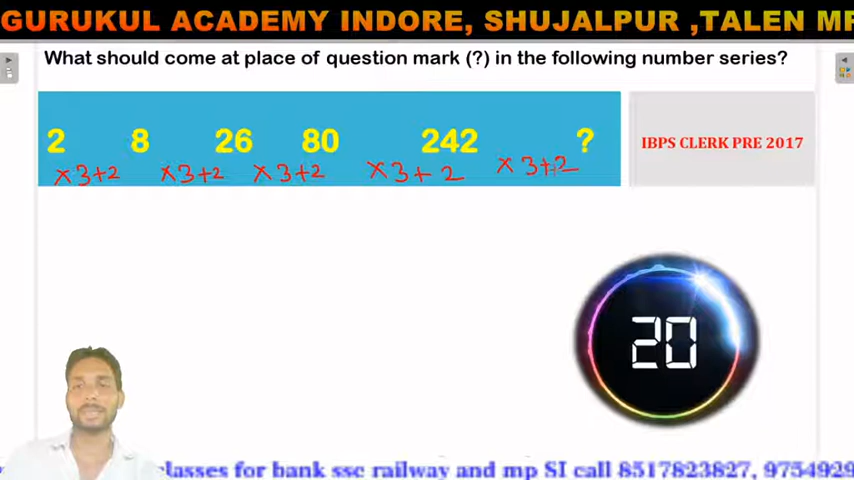 GURUKUL ACADEMY INDORE, SHUJALPUR ,TALEN MP
What should come at place of question mark (?) in the following number series?
2 8 26 80 242 ?
×3+2 ×3+2 ×3+2 ×3+2 ×3+2
IBPS CLERK PRE 2017
20
classes for bank ssc railway and mp SI call 8517823827, 9754929